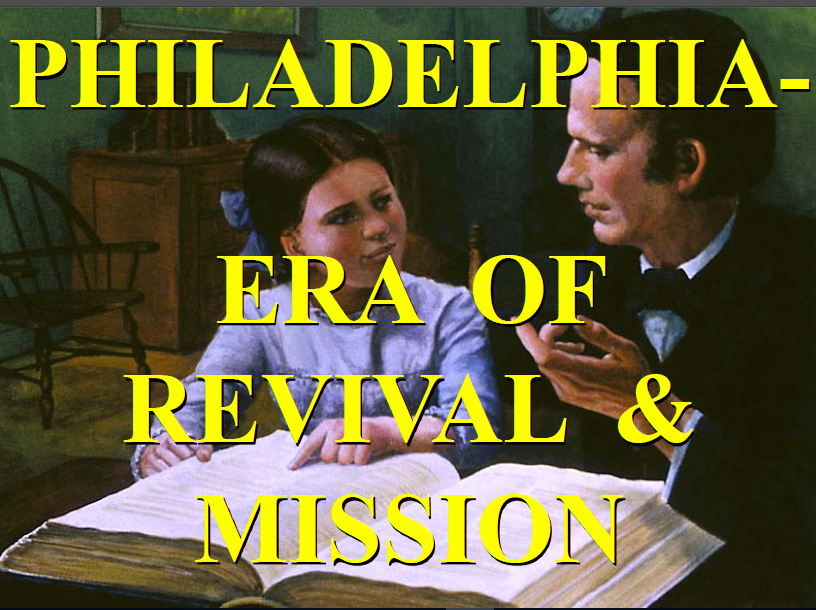 PHILADELPHIA-
ERA OF
REVIVAL &
MISSION